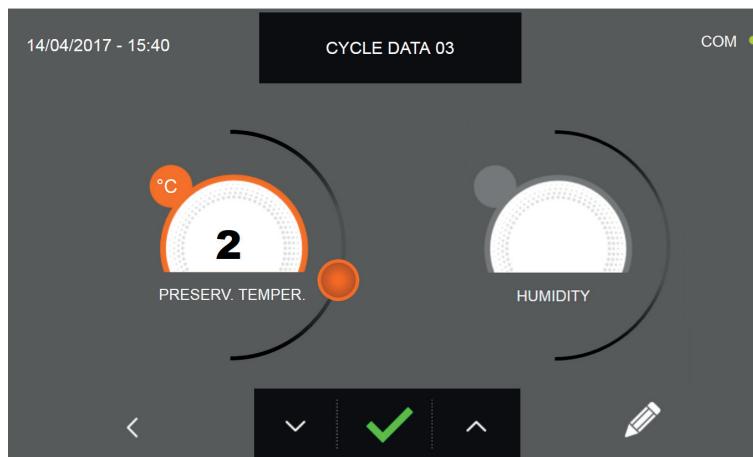 14/04/2017 - 15:40
CYCLE DATA 03
COM
°C
2
PRESERV. TEMPER.
HUMIDITY